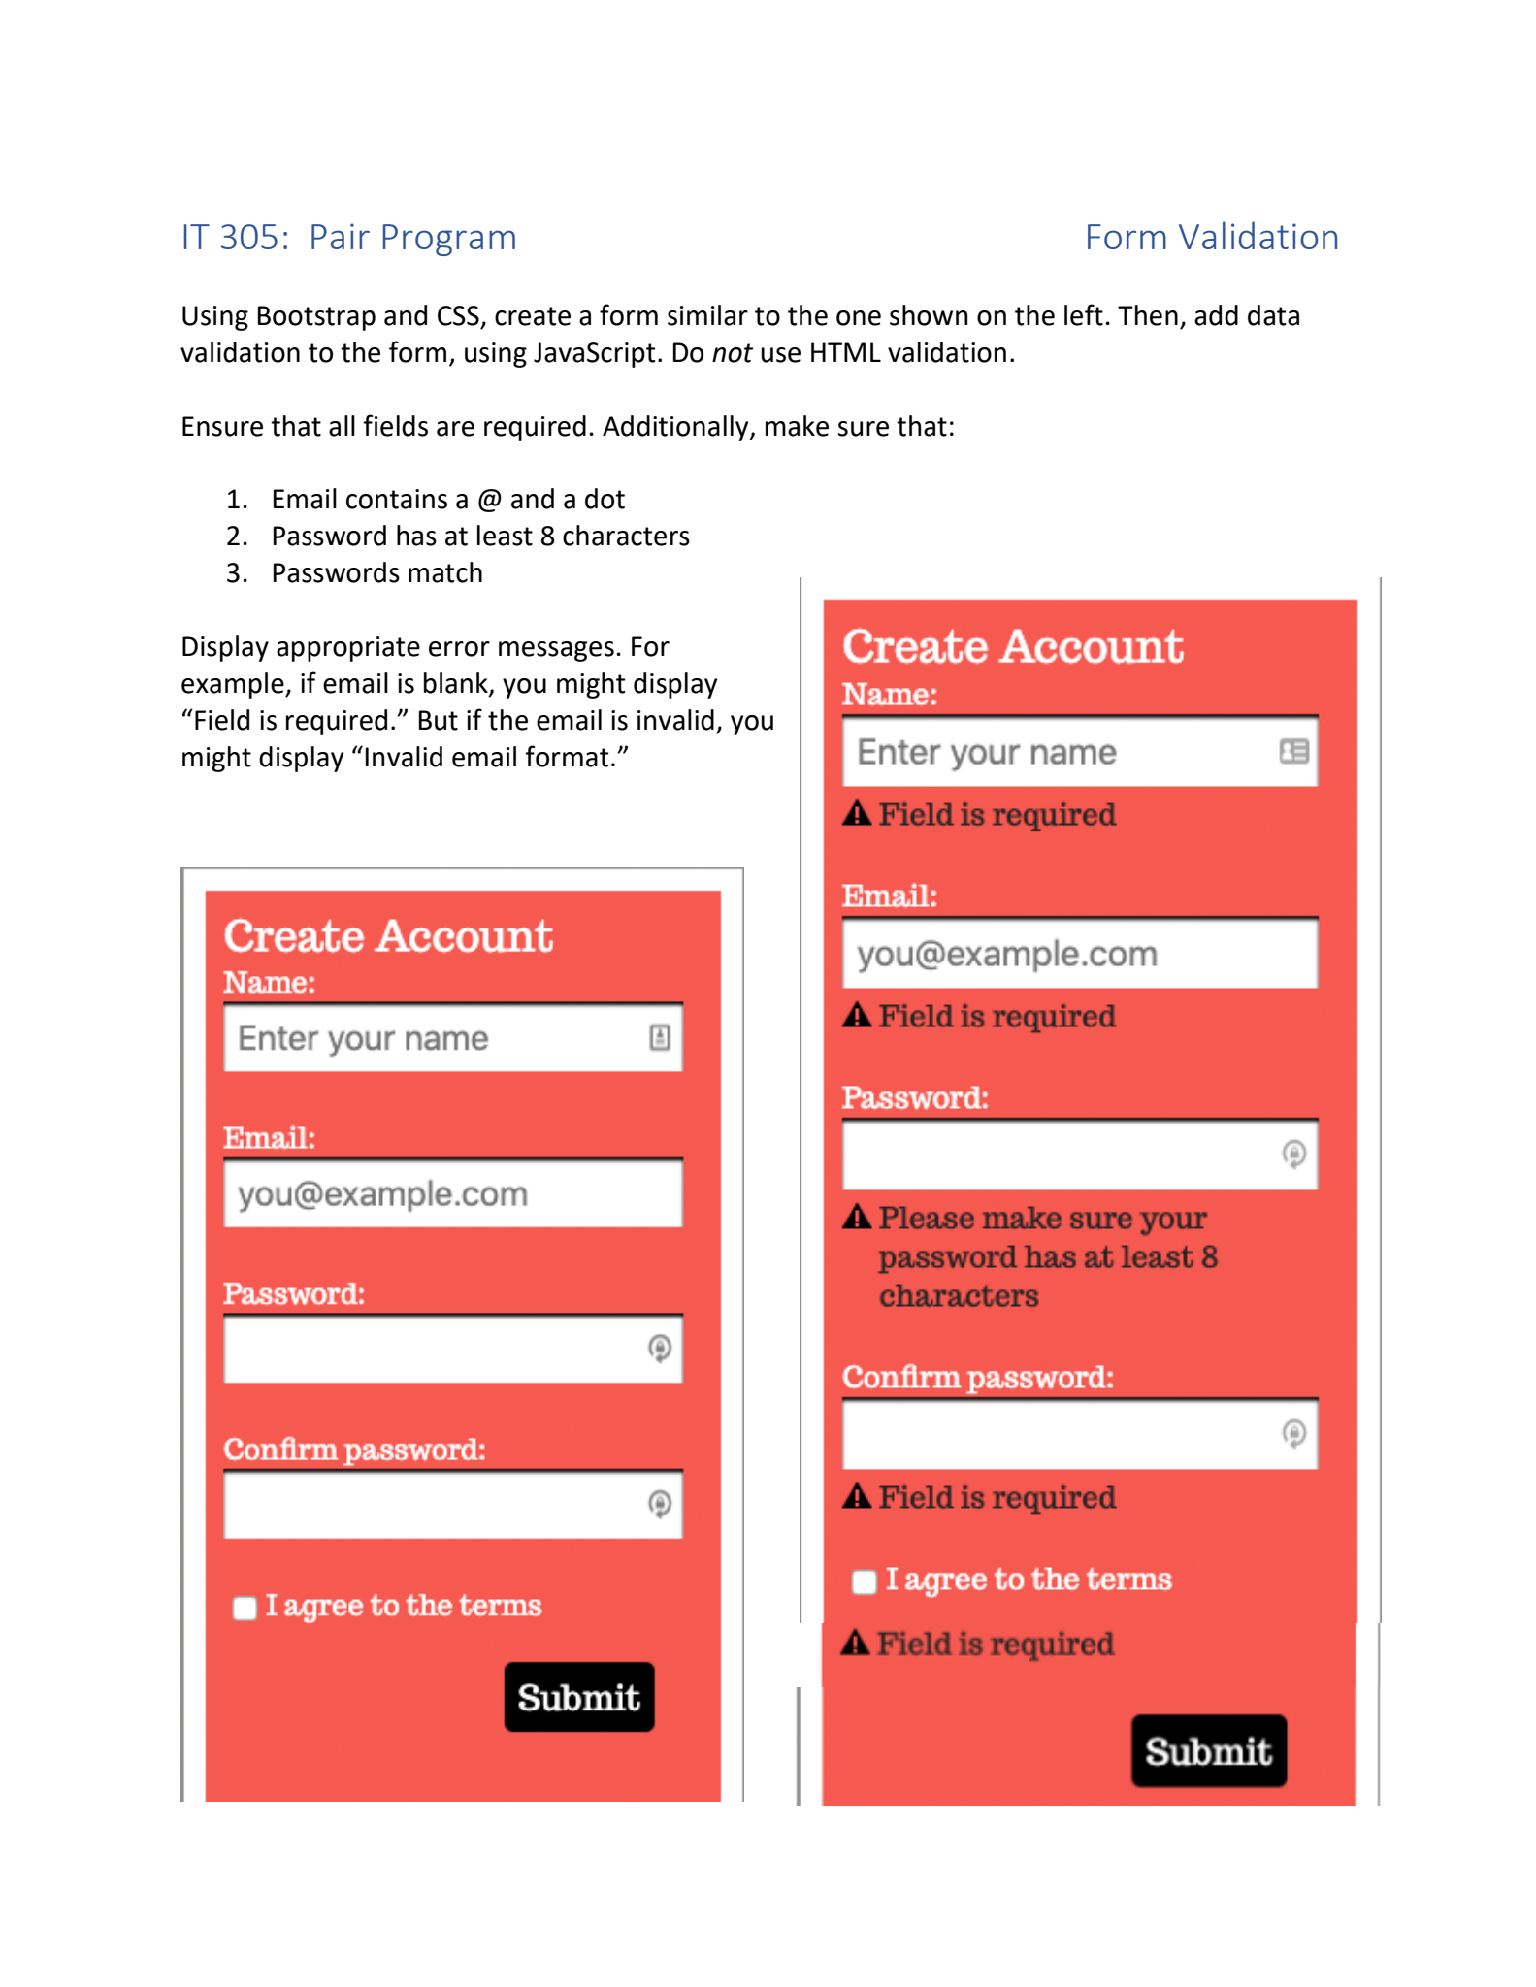 IT 305:  Pair Program Form Validation
Using Bootstrap and CSS, create a form similar to the one shown on the left. Then, add data
validation to the form, using JavaScript. Do not use HTML validation.
Ensure that all fields are required. Additionally, make sure that:
1. Email contains a @ and a dot
2. Password has at least 8 characters
3. Passwords match
Display appropriate error messages. For
example, if email is blank, you might display
“Field is required.” But if the email is invalid, you
might display “Invalid email format.”
Create Account
Name:
Enter your name
Email:
you@example.com
Password:
Confirm password:
I agree to the terms
Submit
Create Account
Name:
Enter your name
Field is required
Email:
you@example.com
Field is required
Password:
Please make sure your
password has at least 8
characters
Confirm password:
Field is required
I agree to the terms
Field is required
Submit